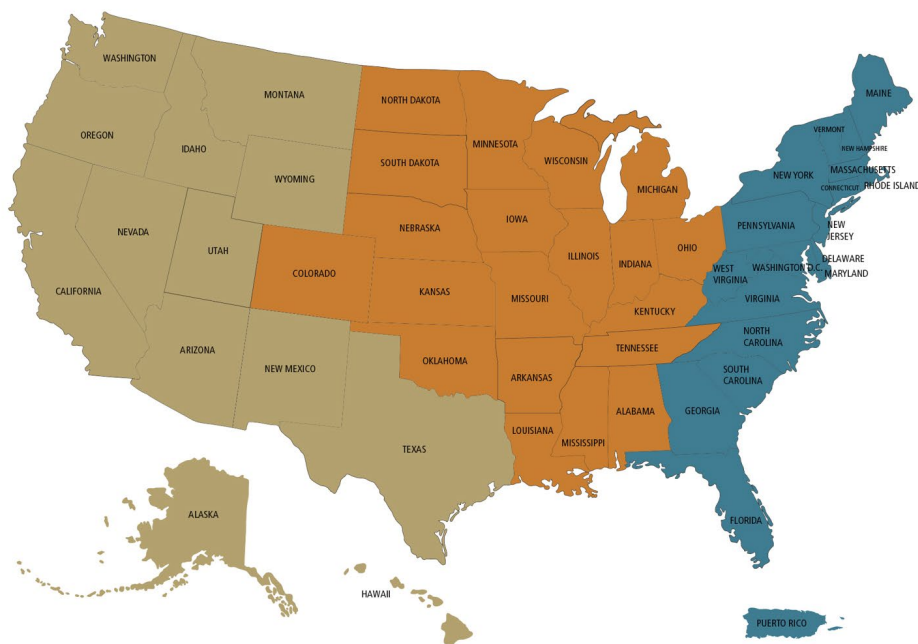 WASHINGTON
MONTANA
NORTH DAKOTA
MAINE
OREGON
IDAHO
MINNESOTA
VERMONT
NEW HAMPSHIRE
SOUTH DAKOTA
WISCONSIN
WYOMING
MICHIGAN
NEW YORK
MASSACHUSETTS
CONNECTICUT
RHODE ISLAND
IOWA
NEBRASKA
PENNSYLVANIA
NEVADA
UTAH
NEW
JERSEY
OHIO
ILLINOIS
INDIANA
COLORADO
WEST
VIRGINIA
WASHINGTON D.C.
DELAWARE
MARYLAND
CALIFORNIA
KANSAS
MISSOURI
VIRGINIA
KENTUCKY
NORTH
CAROLINA
ARIZONA
NEW MEXICO
OKLAHOMA
TENNESSEE
ARKANSAS
SOUTH
CAROLINA
ALABAMA
GEORGIA
LOUISIANA
MISSISSIPPI
TEXAS
ALASKA
FLORIDA
HAWAII
PUERTO RICO